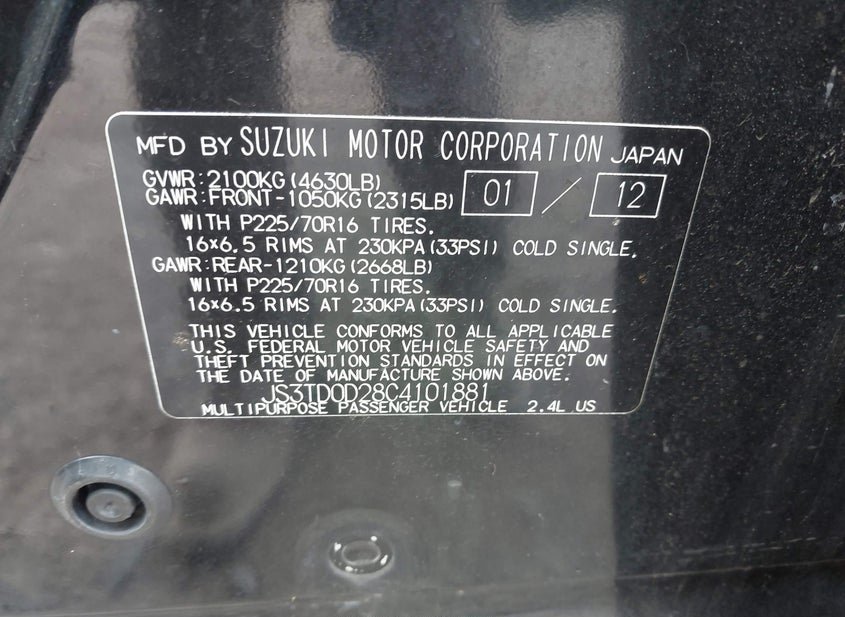 MFD BY SUZUKI MOTOR CORPORATION JAPAN
GVWR:2100KG(4630LB)
GAWR:FRONT-1050KG(2315LB) 01 / 12
WITH P225/70R16 TIRES.
16x6.5 RIMS AT 230KPA(33PSI) COLD SINGLE.
GAWR:REAR-1210KG(2668LB)
WITH P225/70R16 TIRES.
16x6.5 RIMS AT 230KPA(33PSI) COLD SINGLE.
THIS VEHICLE CONFORMS TO ALL APPLICABLE
U.S. FEDERAL MOTOR VEHICLE SAFETY AND
THEFT PREVENTION STANDARDS IN EFFECT ON
THE DATE OF MANUFACTURE SHOWN ABOVE.
JS3TD0D28C4101881
MULTIPURPOSE PASSENGER VEHICLE 2.4L US